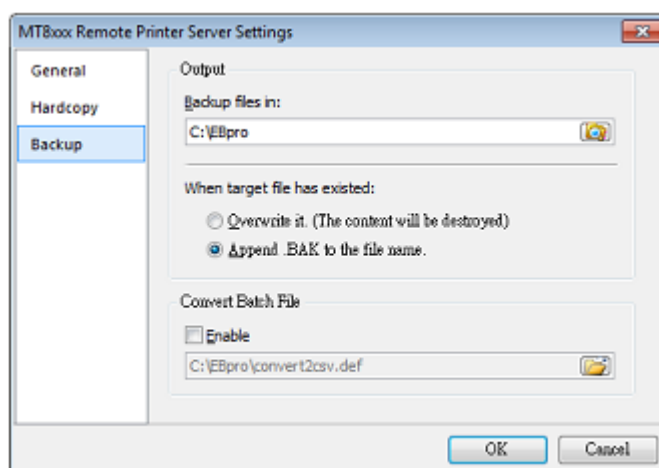 MT8xxx Remote Printer Server Settings
General
Hardcopy
Backup
Output
Backup files in:
C:\EBpro
When target file has existed:
Overwrite it. (The content will be destroyed)
Append .BAK to the file name.
Convert Batch File
Enable
C:\EBpro\convert2csv.def
OK
Cancel